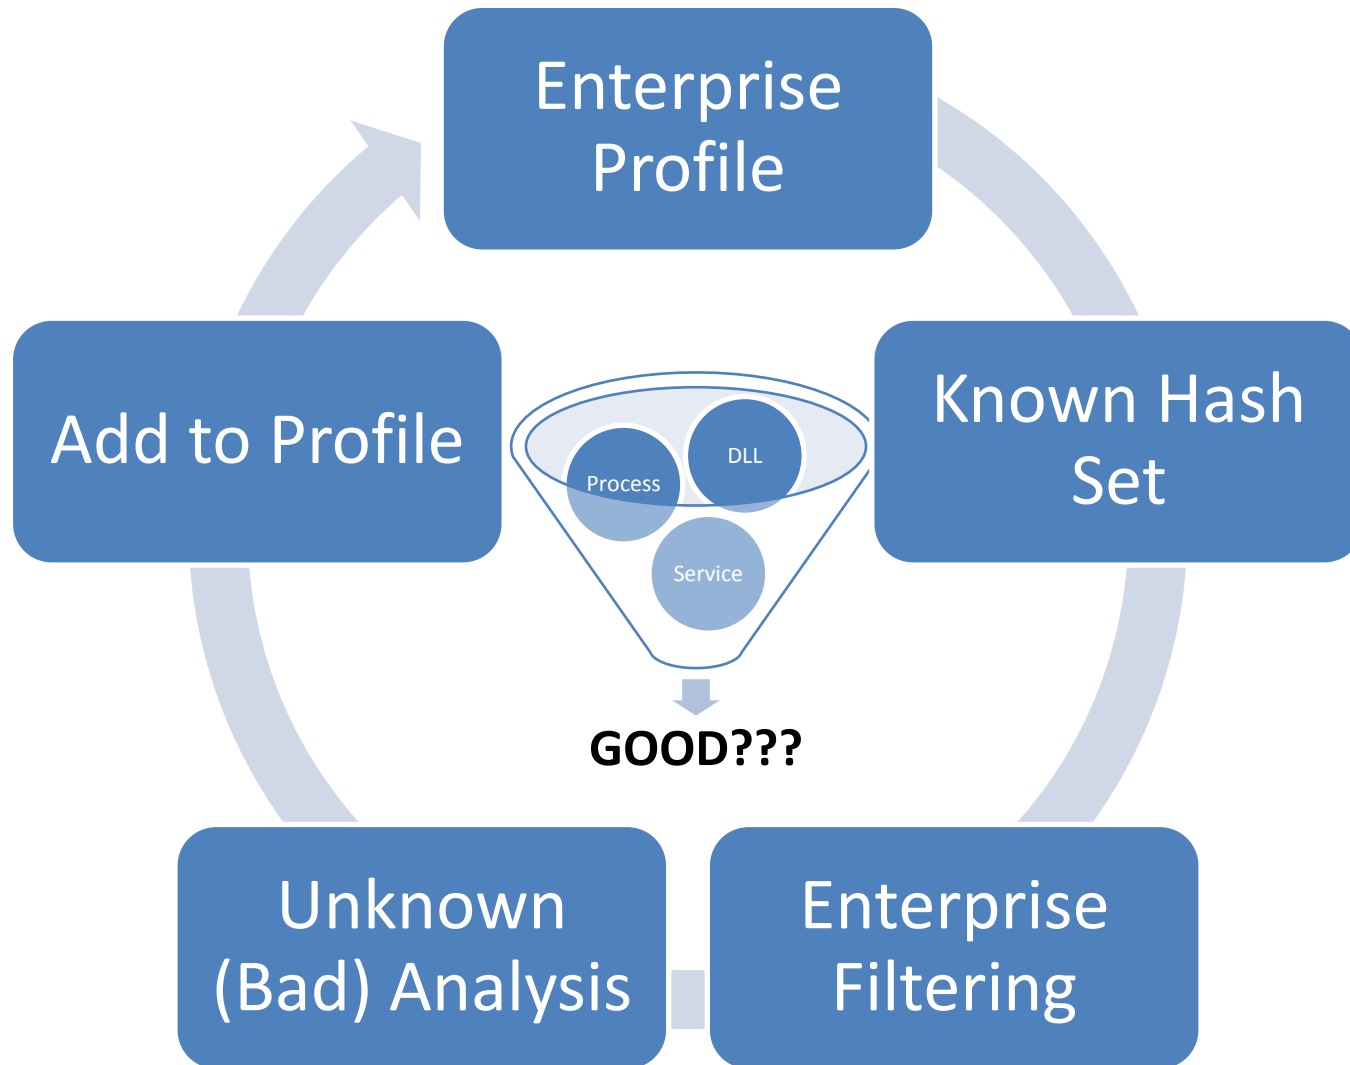 Enterprise
Profile
Add to Profile
Known Hash
Set
DLL
Process
Service
GOOD???
Unknown
(Bad) Analysis
Enterprise
Filtering